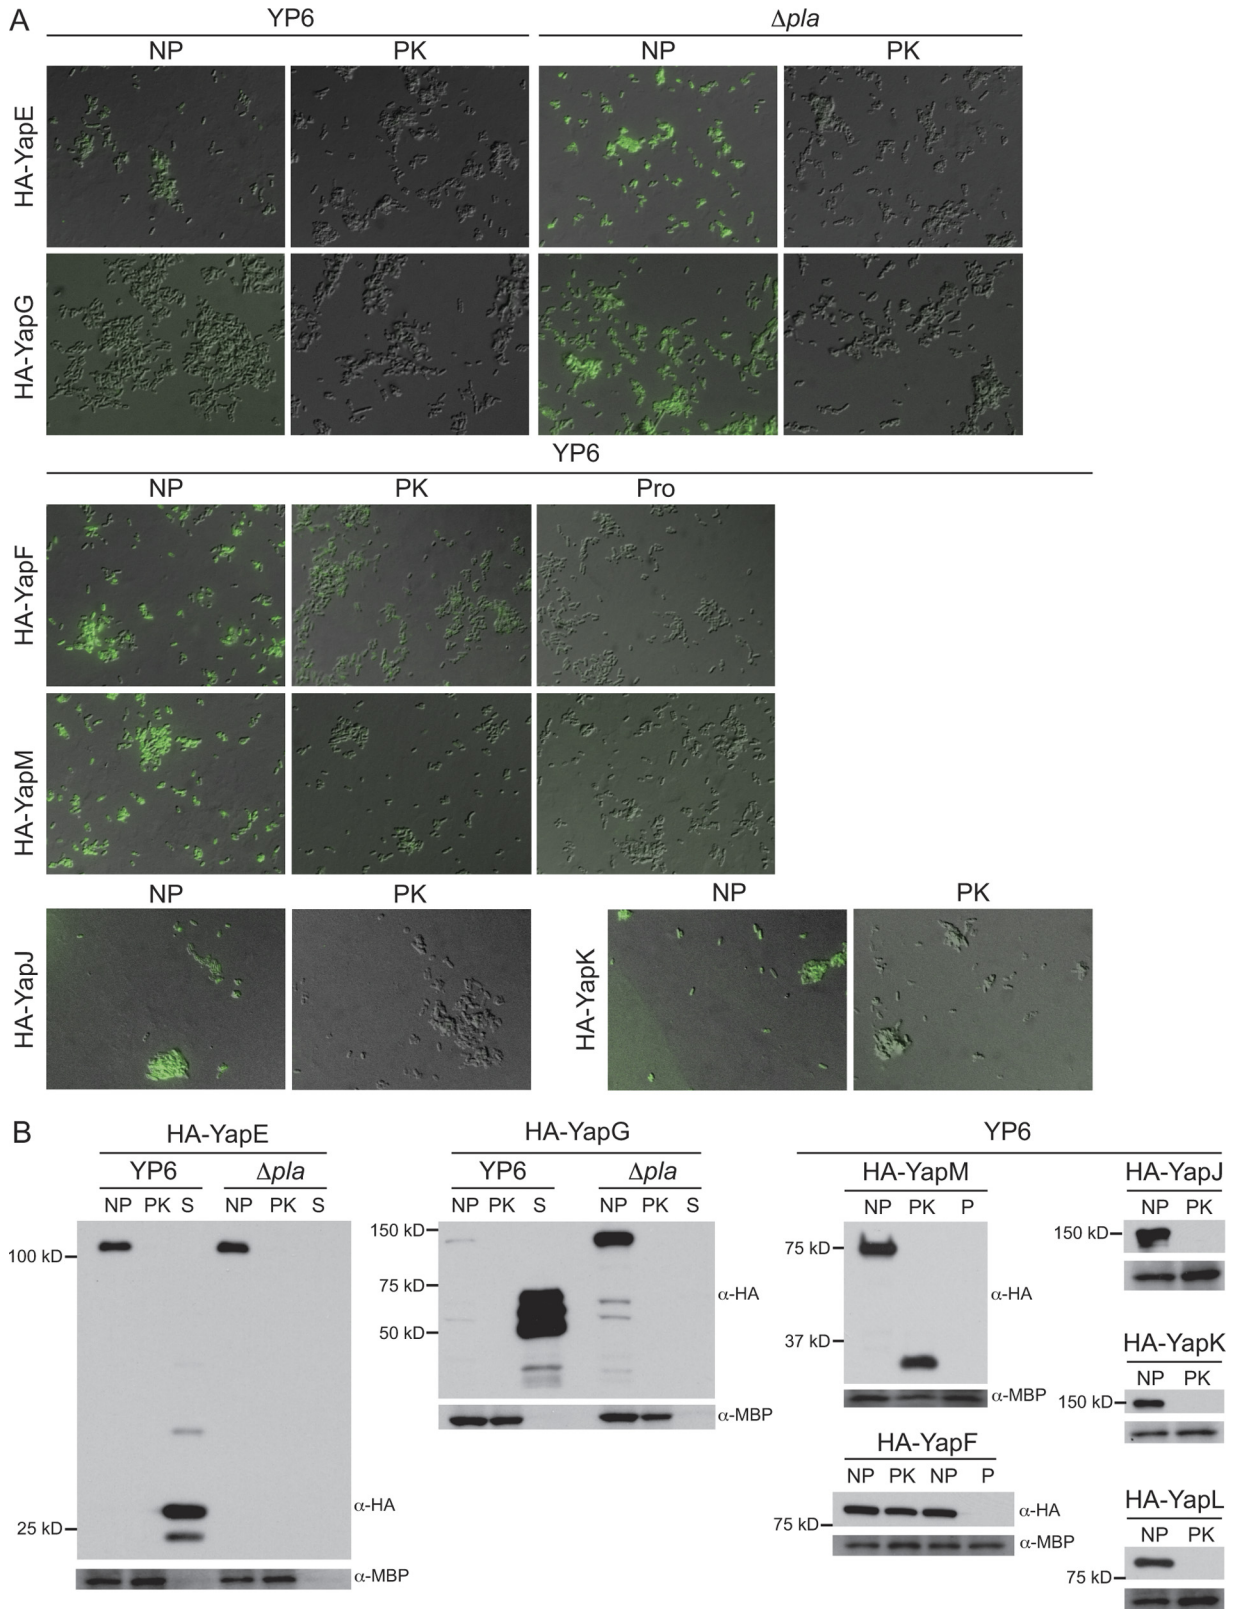 A
YP6 Δpla
NP PK NP PK
HA-YapE
HA-YapG
YP6
NP PK Pro
HA-YapF
HA-YapM
NP PK NP PK
HA-YapJ HA-YapK
B
HA-YapE
YP6 Δpla
NP PK S NP PK S
100 kD
25 kD
α-HA
α-MBP
HA-YapG
YP6 Δpla
NP PK S NP PK S
150 kD
75 kD
50 kD
α-HA
α-MBP
YP6
HA-YapM
NP PK P
75 kD
37 kD
α-HA
α-MBP
HA-YapF
NP PK NP P
75 kD
α-HA
α-MBP
HA-YapJ
NP PK
150 kD
HA-YapK
NP PK
150 kD
HA-YapL
NP PK
75 kD